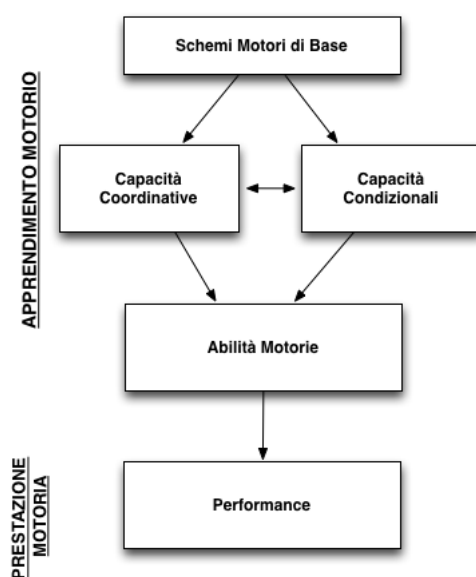 Schemi Motori di Base
APPRENDIMENTO MOTORIO
Capacità
Coordinative
Capacità
Condizionali
Abilità Motorie
PRESTAZIONE
MOTORIA
Performance